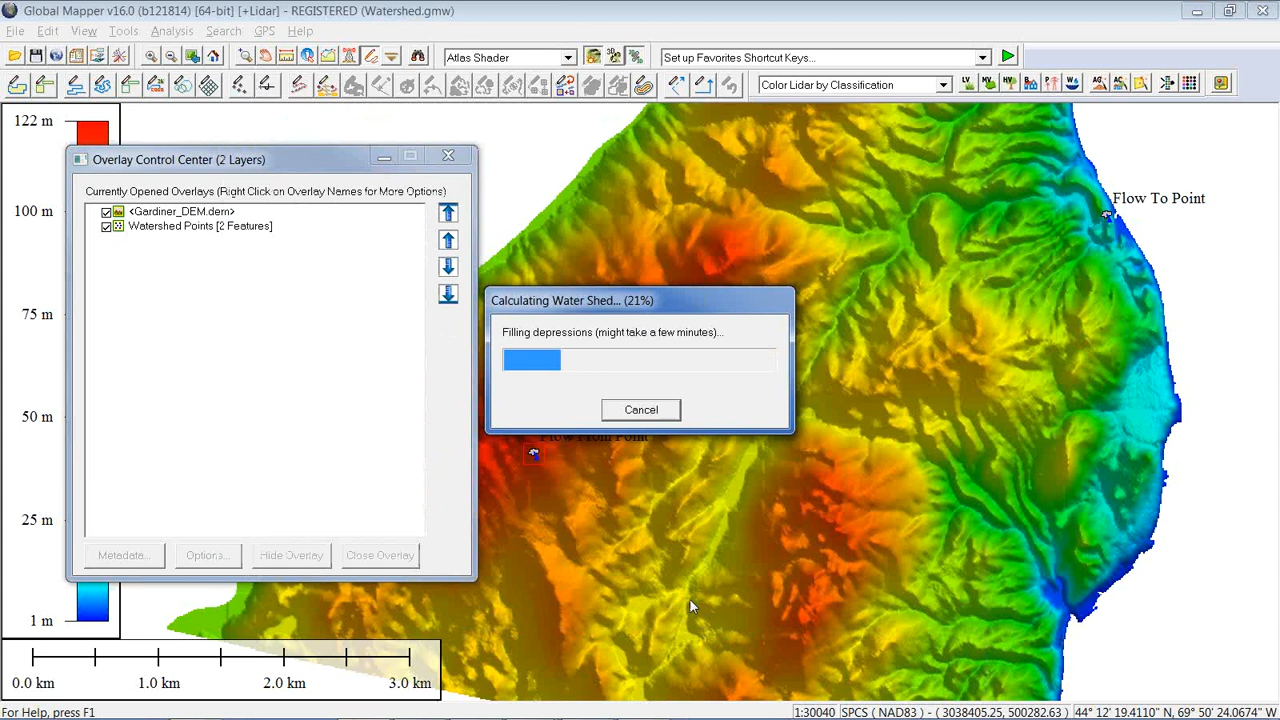 Global Mapper v16.0 (b121814) [64-bit] [+Lidar] - REGISTERED (Watershed.gmw)
File Edit View Tools Analysis Search GPS Help
Atlas Shader
Set up Favorites Shortcut Keys...
Color Lidar by Classification
122 m
100 m
75 m
50 m
25 m
1 m
Overlay Control Center (2 Layers)
Currently Opened Overlays (Right Click on Overlay Names for More Options)
<Gardiner_DEM.dem>
Watershed Points [2 Features]
Metadata... Options... Hide Overlay Close Overlay
Flow To Point
Calculating Water Shed... (21%)
Filling depressions (might take a few minutes)...
Cancel
Flow From Point
0.0 km 1.0 km 2.0 km 3.0 km
For Help, press F1
1:30040 SPCS (NAD83) - ( 3038405.25, 500282.63 ) 44° 12' 19.4110" N, 69° 50' 24.0674" W